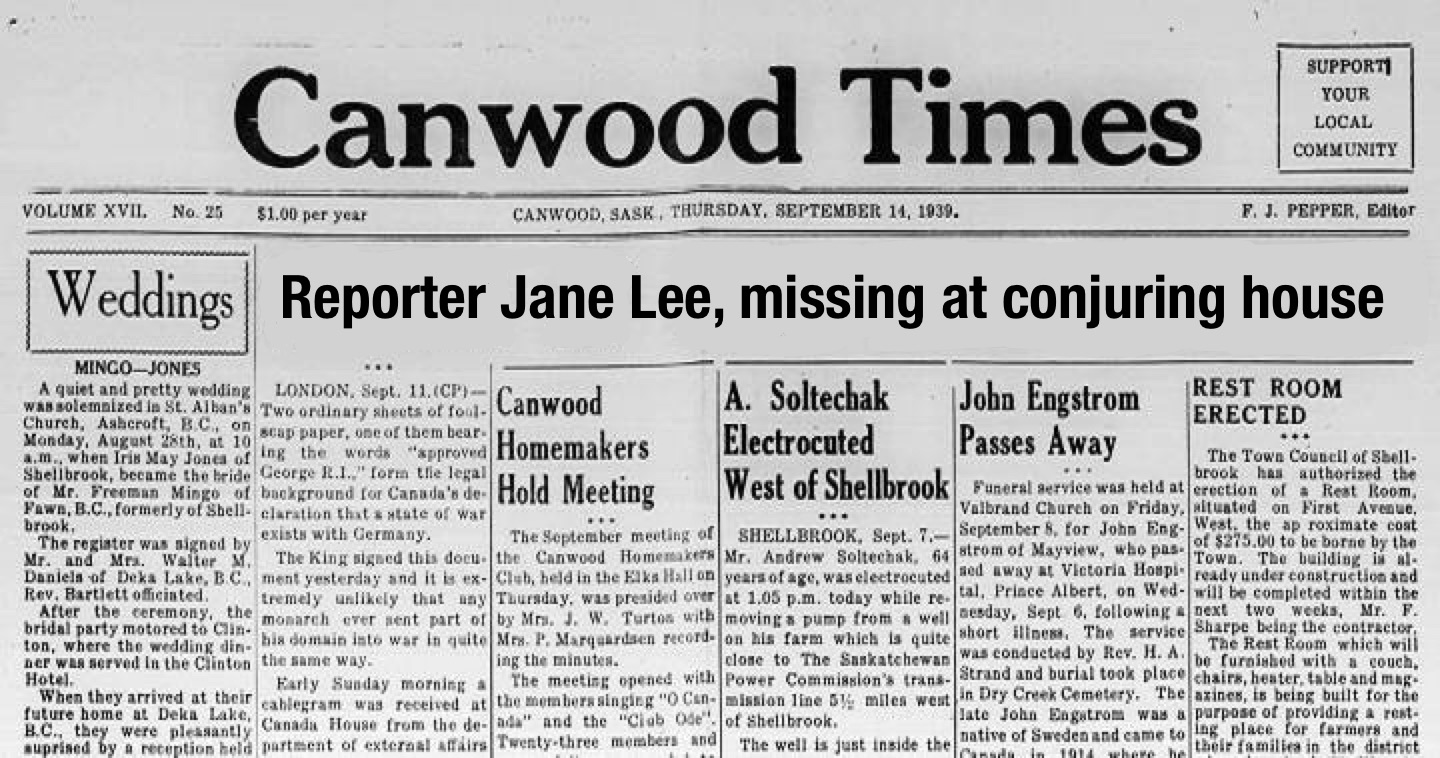 Canwood Times
SUPPORT
YOUR
LOCAL
COMMUNITY
VOLUME XVII. No. 25 $1.00 per year
CANWOOD, SASK., THURSDAY, SEPTEMBER 14, 1939.
F. J. PEPPER, Editor
Weddings
Reporter Jane Lee, missing at conjuring house
MINGO—JONES
A quiet and pretty wedding
was solemnized in St. Alban's
Church, Ashcroft, B.C., on
Monday, August 28th, at 10
a.m., when Iris May Jones of
Shellbrook, became the bride
of Mr. Freeman Mingo of
Fawn, B.C., formerly of Shell-
brook.
The register was signed by
Mr. and Mrs. Walter M.
Daniels of Deka Lake, B.C.,
Rev. Bartlett officiated.
After the ceremony, the
bridal party motored to Clin-
ton, where the wedding din-
ner was served in the Clinton
Hotel.
When they arrived at their
future home at Deka Lake,
B.C., they were pleasantly
suprised by a reception held
LONDON, Sept. 11.(CP)—
Two ordinary sheets of fool-
scap paper, one of them bear-
ing the words "approved
George R.I.," form the legal
background for Canada's de-
claration that a state of war
exists with Germany.
The King signed this docu-
ment yesterday and it is ex-
tremely unlikely that any
monarch ever sent part of
his domain into war in quite
the same way.
Early Sunday morning a
cablegram was received at
Canada House from the de-
partment of external affairs
Canwood
Homemakers
Hold Meeting
The September meeting of
the Canwood Homemakers
Club, held in the Elks Hall on
Thursday, was presided over
by Mrs. J. W. Turton with
Mrs. P. Marquardsen record-
ing the minutes.
The meeting opened with
the members singing "O Can-
ada" and the "Club Ode".
Twenty-three members and
A. Soltechak
Electrocuted
West of Shellbrook
SHELLBROOK, Sept. 7.—
Mr. Andrew Soltechak, 64
years of age, was electrocuted
at 1.05 p.m. today while re-
moving a pump from a well
on his farm which is quite
close to The Saskatchewan
Power Commission's trans-
mission line 5½ miles west
of Shellbrook.
The well is just inside the
John Engstrom
Passes Away
Funeral service was held at
Valbrand Church on Friday,
September 8, for John Eng-
strom of Mayview, who pas-
sed away at Victoria Hospi-
tal, Prince Albert, on Wed-
nesday, Sept. 6, following a
short illness. The service
was conducted by Rev. H. A.
Strand and burial took place
in Dry Creek Cemetery. The
late John Engstrom was a
native of Sweden and came to
Canada in 1914 where he
REST ROOM
ERECTED
The Town Council of Shell-
brook has authorized the
erection of a Rest Room,
situated on First Avenue,
West, the ap roximate cost
of $275.00 to be borne by the
Town. The building is al-
ready under construction and
will be completed within the
next two weeks, Mr. F.
Sharpe being the contractor.
The Rest Room which will
be furnished with a couch,
chairs, heater, table and mag-
azines, is being built for the
purpose of providing a rest-
ing place for farmers and
their families in the district